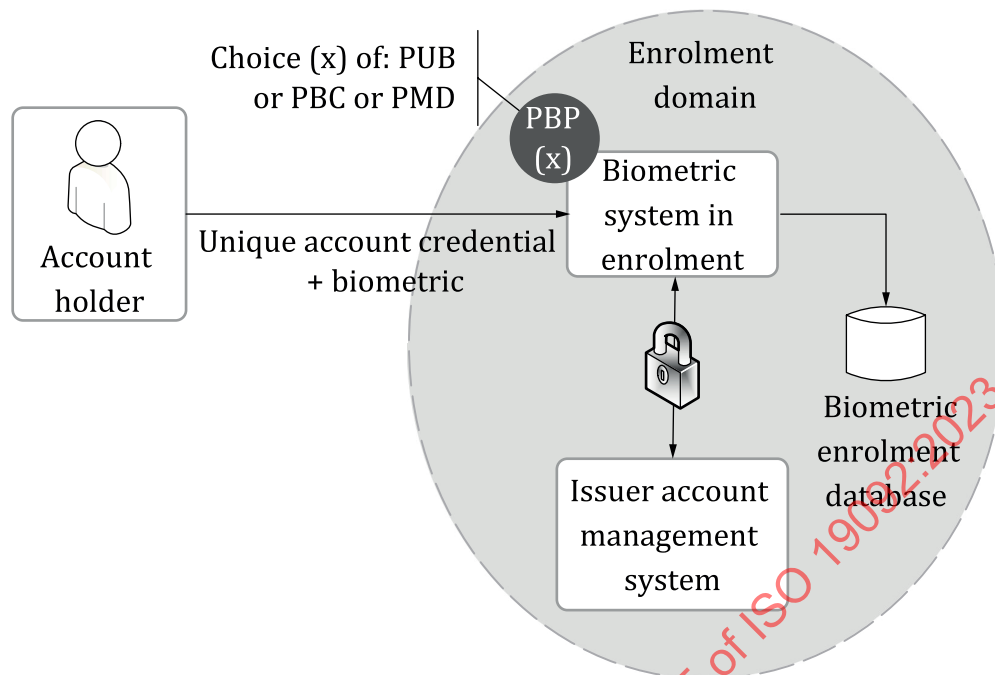 Choice (x) of: PUB
or PBC or PMD
Enrolment
domain
PBP
(x)
Biometric
system in
enrolment
Account
holder
Unique account credential
+ biometric
Biometric
enrolment
database
Issuer account
management
system
of ISO 19092:2023